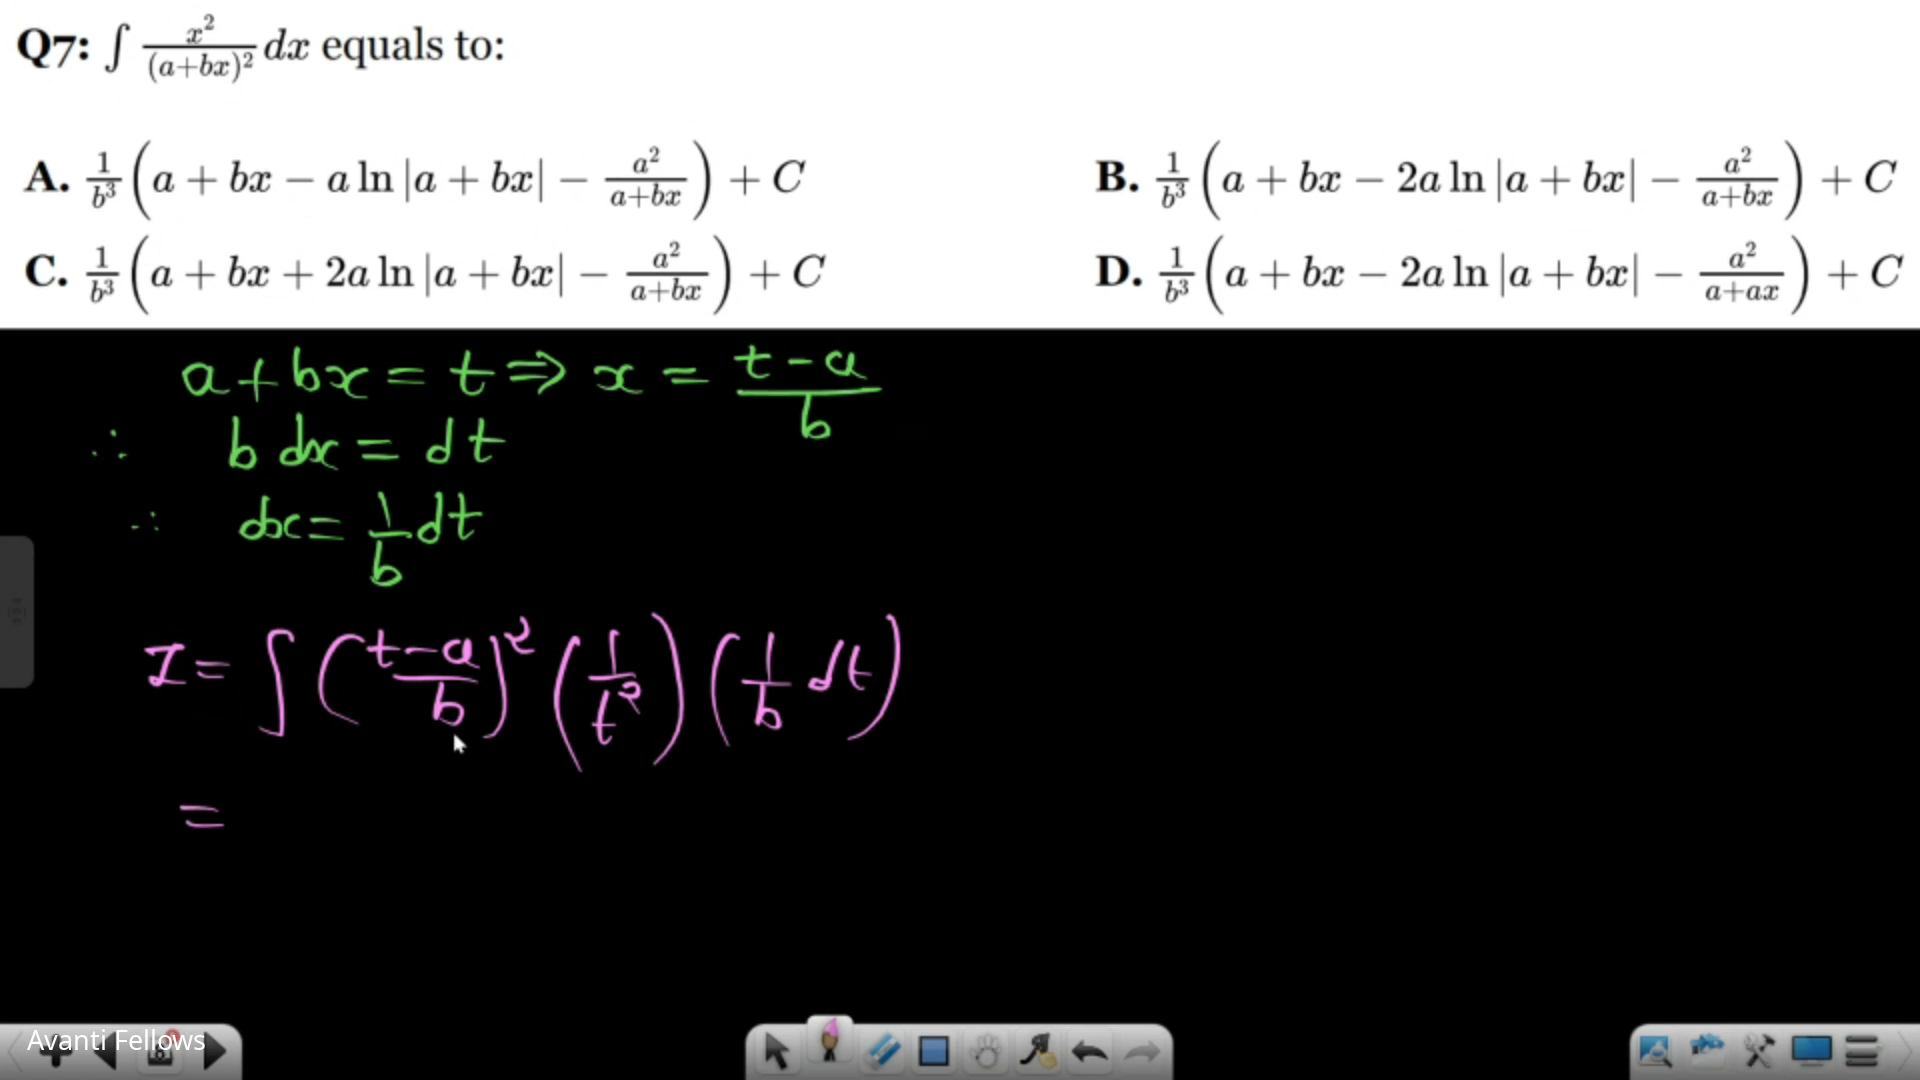 Q7: ∫ x²/(a+bx)² dx equals to:
A. 1/b³ (a + bx − a ln |a + bx| − a²/(a+bx)) + C
B. 1/b³ (a + bx − 2a ln |a + bx| − a²/(a+bx)) + C
C. 1/b³ (a + bx + 2a ln |a + bx| − a²/(a+bx)) + C
D. 1/b³ (a + bx − 2a ln |a + bx| − a²/(a+ax)) + C
a + bx = t ⇒ x = (t − a)/b
∴ b dx = dt
∴ dx = 1/b dt
I = ∫ ((t − a)/b)² (1/t²) (1/b dt)
=
Avanti Fellows